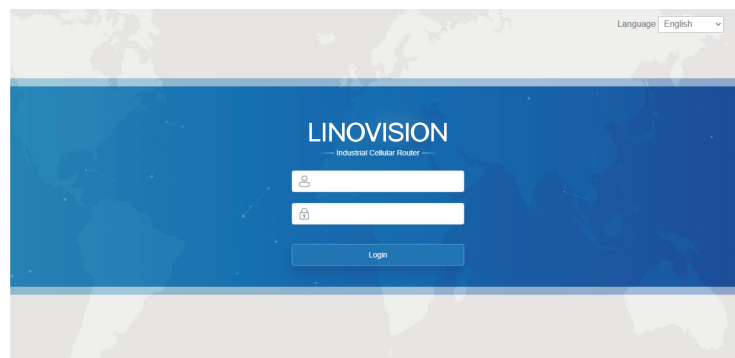 Language English
LINOVISION
Industrial Cellular Router
Login